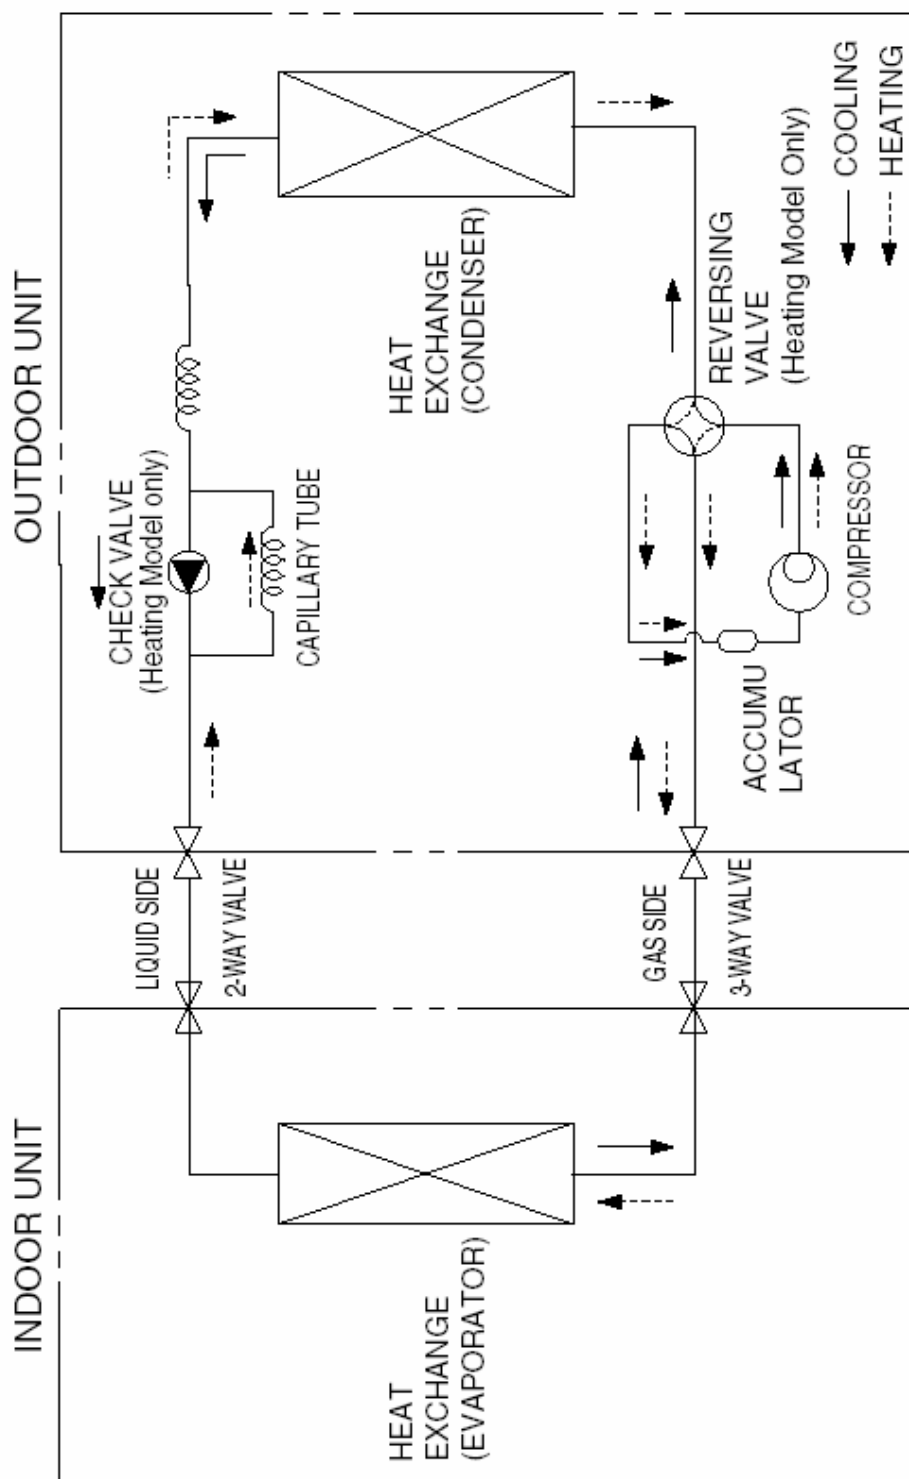 INDOOR UNIT
OUTDOOR UNIT
LIQUID SIDE
2-WAY VALVE
CHECK VALVE
(Heating Model only)
CAPILLARY TUBE
HEAT
EXCHANGE
(EVAPORATOR)
HEAT
EXCHANGE
(CONDENSER)
GAS SIDE
3-WAY VALVE
ACCUMU
LATOR
COMPRESSOR
REVERSING
VALVE
(Heating Model Only)
COOLING
HEATING